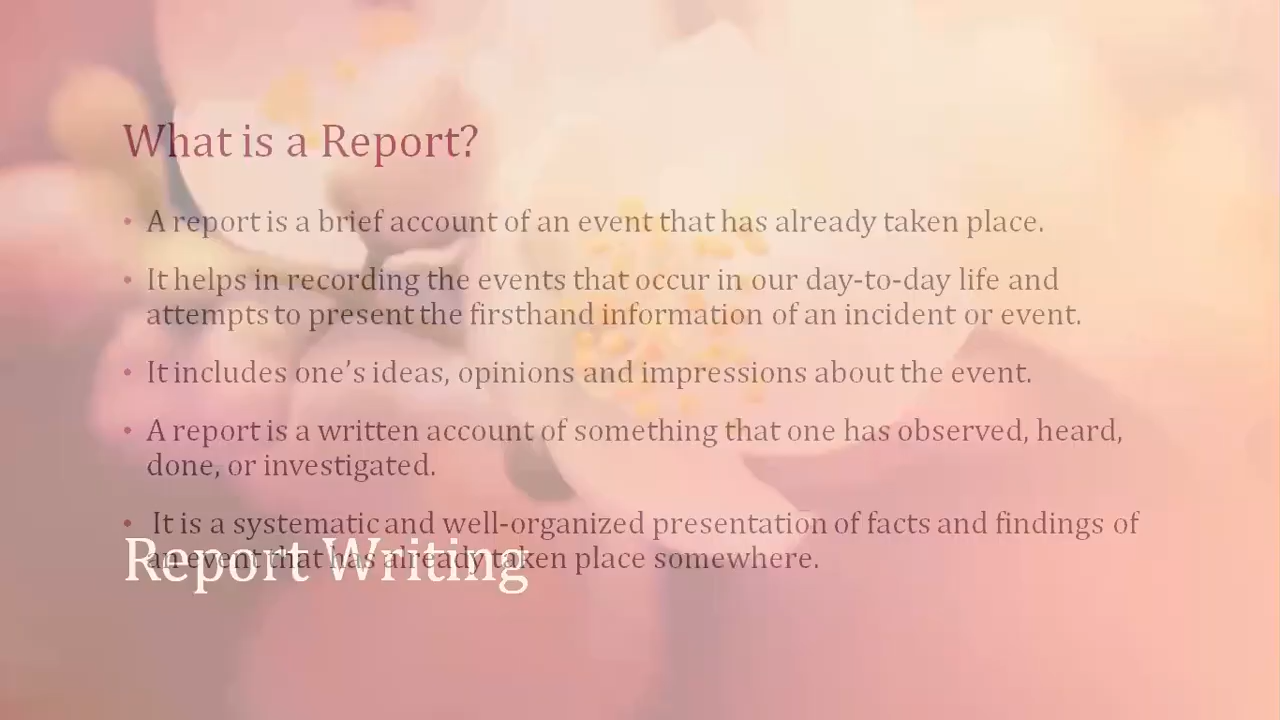 What is a Report?
• A report is a brief account of an event that has already taken place.
• It helps in recording the events that occur in our day-to-day life and
attempts to present the firsthand information of an incident or event.
• It includes one’s ideas, opinions and impressions about the event.
• A report is a written account of something that one has observed, heard,
done, or investigated.
• It is a systematic and well-organized presentation of facts and findings of
an event that has already taken place somewhere.
Report Writing